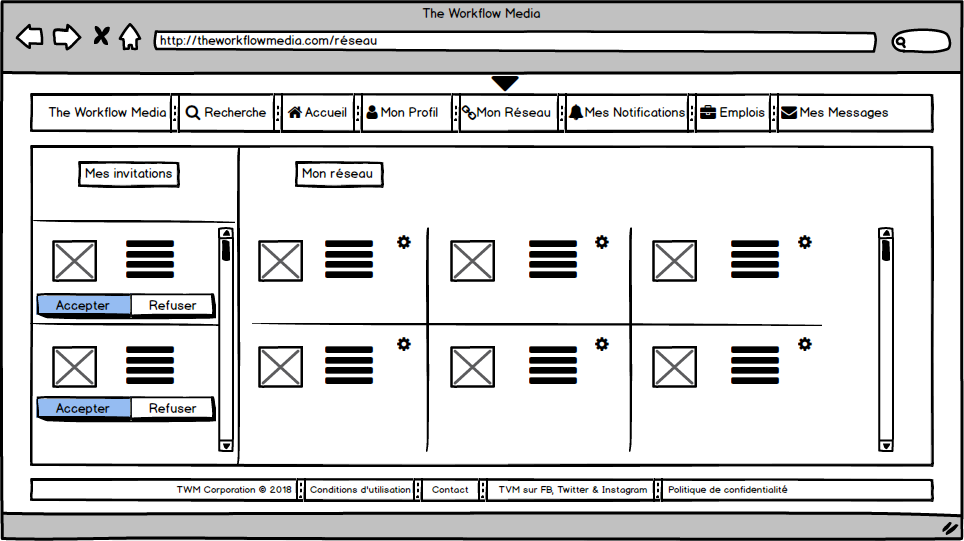 The Workflow Media
http://theworkflowmedia.com/réseau
The Workflow Media Recherche Accueil Mon Profil Mon Réseau Mes Notifications Emplois Mes Messages
Mes invitations
Mon réseau
Accepter Refuser
Accepter Refuser
TWM Corporation © 2018 Conditions d'utilisation Contact TVM sur FB, Twitter & Instagram Politique de confidentialité